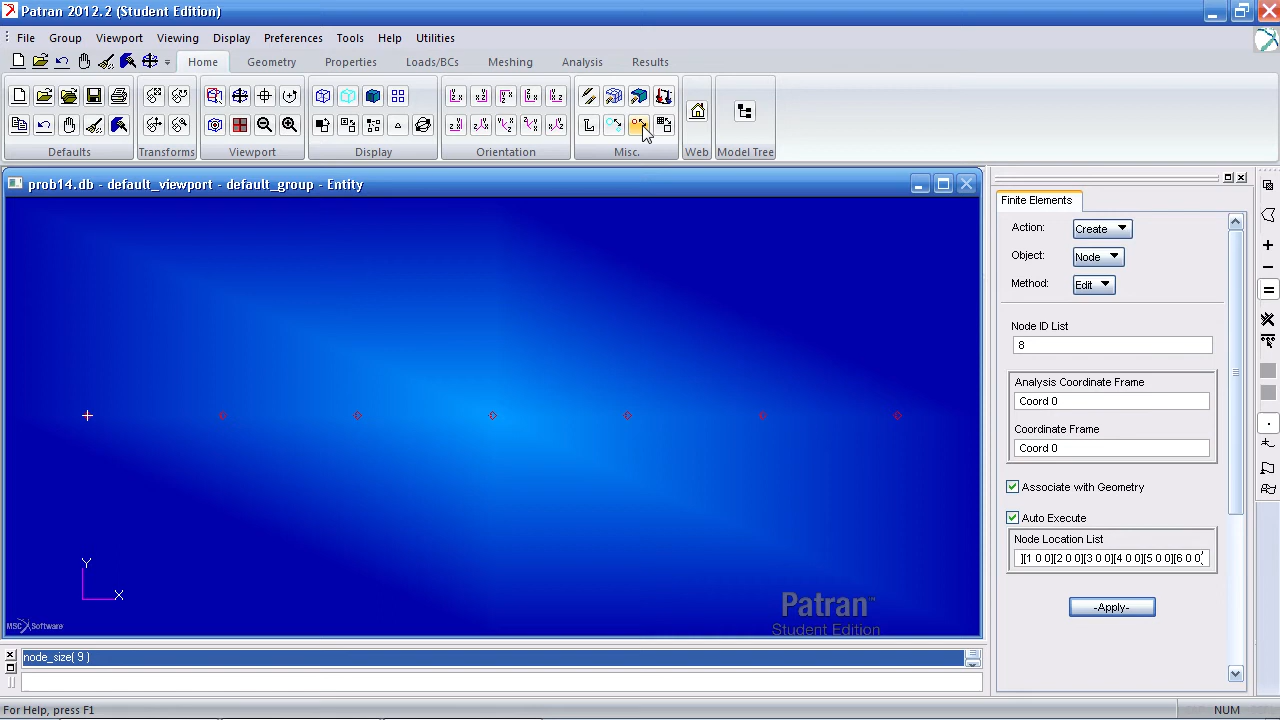 Patran 2012.2 (Student Edition)
File Group Viewport Viewing Display Preferences Tools Help Utilities
Home Geometry Properties Loads/BCs Meshing Analysis Results
Defaults Transforms Viewport Display Orientation Misc. Web Model Tree
prob14.db - default_viewport - default_group - Entity
Finite Elements
Action: Create
Object: Node
Method: Edit
Node ID List
8
Analysis Coordinate Frame
Coord 0
Coordinate Frame
Coord 0
Associate with Geometry
Auto Execute
Node Location List
][1 0 0][2 0 0][3 0 0][4 0 0][5 0 0][6 0 0
-Apply-
Y
X
MSC Software
Patran™
Student Edition
node_size( 9 )
For Help, press F1
NUM